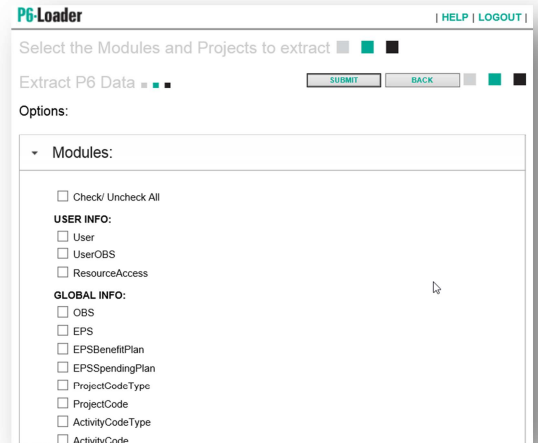 P6-Loader
| HELP | LOGOUT |
Select the Modules and Projects to extract
Extract P6 Data
SUBMIT
BACK
Options:
Modules:
Check/ Uncheck All
USER INFO:
User
UserOBS
ResourceAccess
GLOBAL INFO:
OBS
EPS
EPSBenefitPlan
EPSSpendingPlan
ProjectCodeType
ProjectCode
ActivityCodeType
ActivityCode